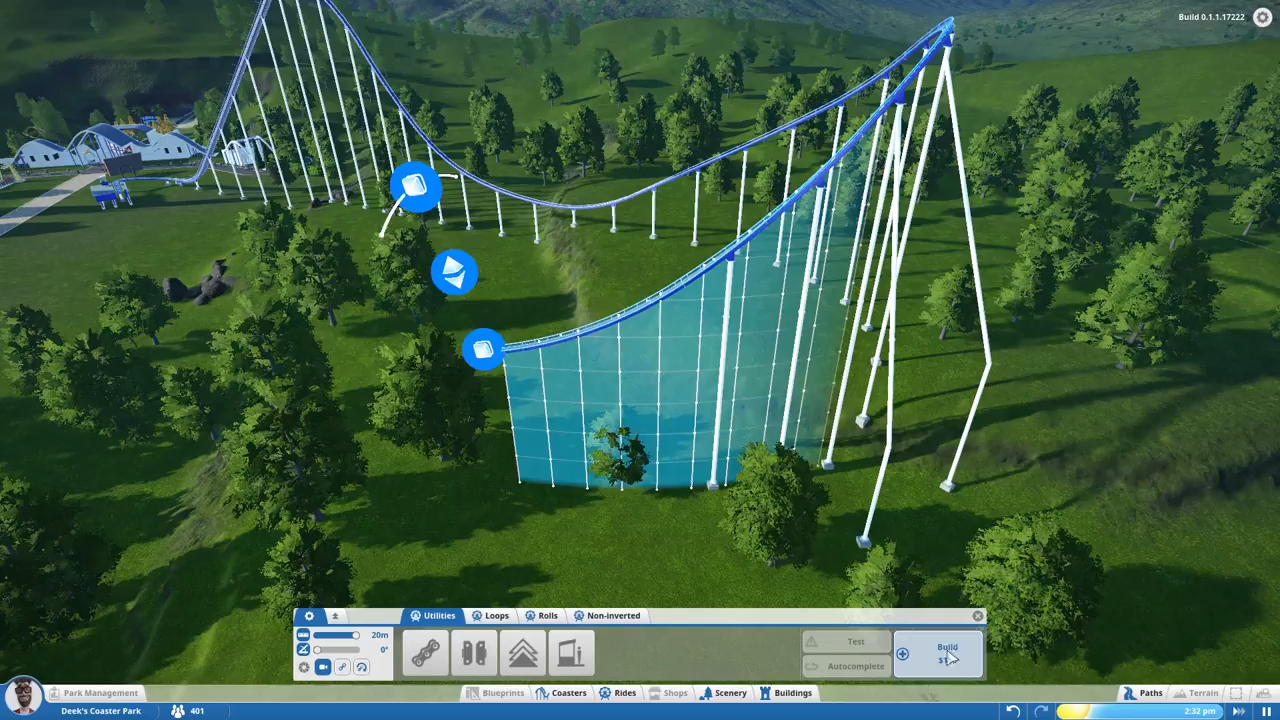 Build 0.1.1.17222
Utilities
Loops
Rolls
Non-inverted
20m
0°
Test
Autocomplete
Build
Park Management
Blueprints
Coasters
Rides
Shops
Scenery
Buildings
Paths
Terrain
Deek's Coaster Park
401
2:32 pm